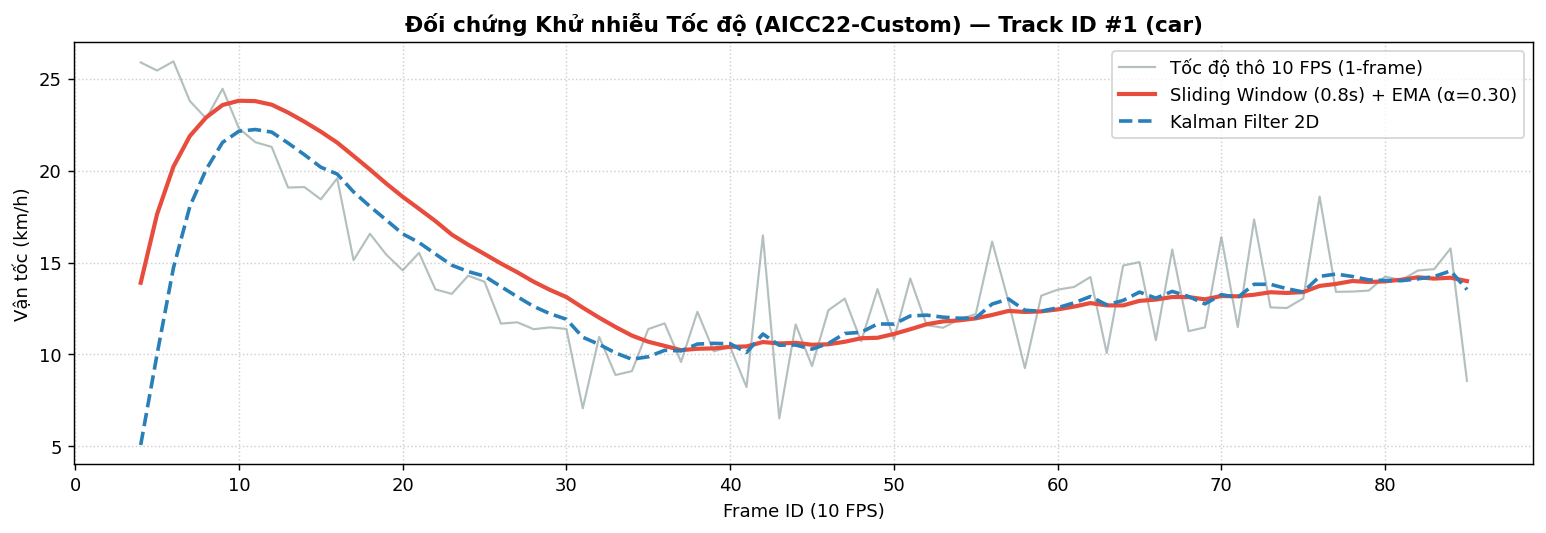 Đối chứng Khử nhiễu Tốc độ (AICC22-Custom) — Track ID #1 (car)
Tốc độ thô 10 FPS (1-frame)
Sliding Window (0.8s) + EMA (α=0.30)
Kalman Filter 2D
Vận tốc (km/h)
25
20
15
10
5
0 10 20 30 40 50 60 70 80
Frame ID (10 FPS)